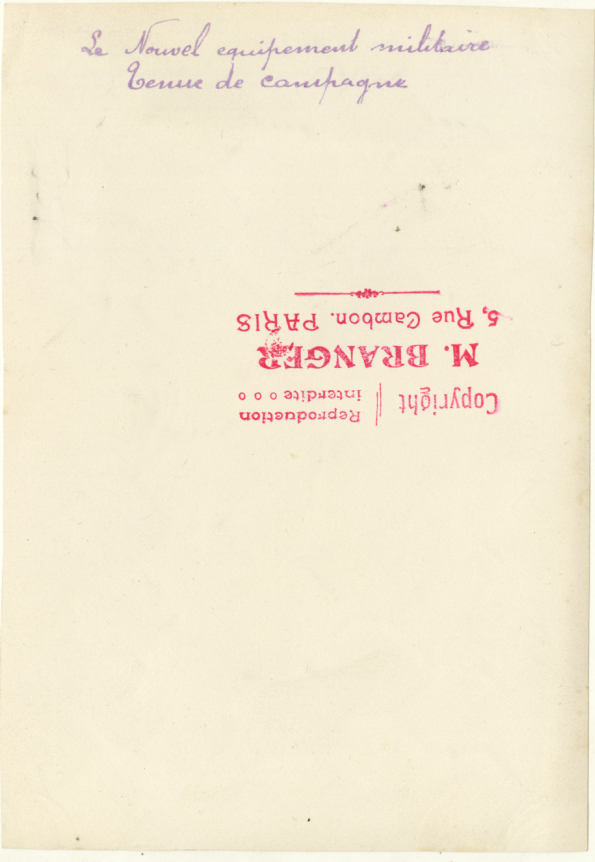 Le Nouvel equipement militaire
Tenue de campagne
Copyright
Reproduction
interdite o o o
M. BRANGER
5, Rue Cambon. PARIS